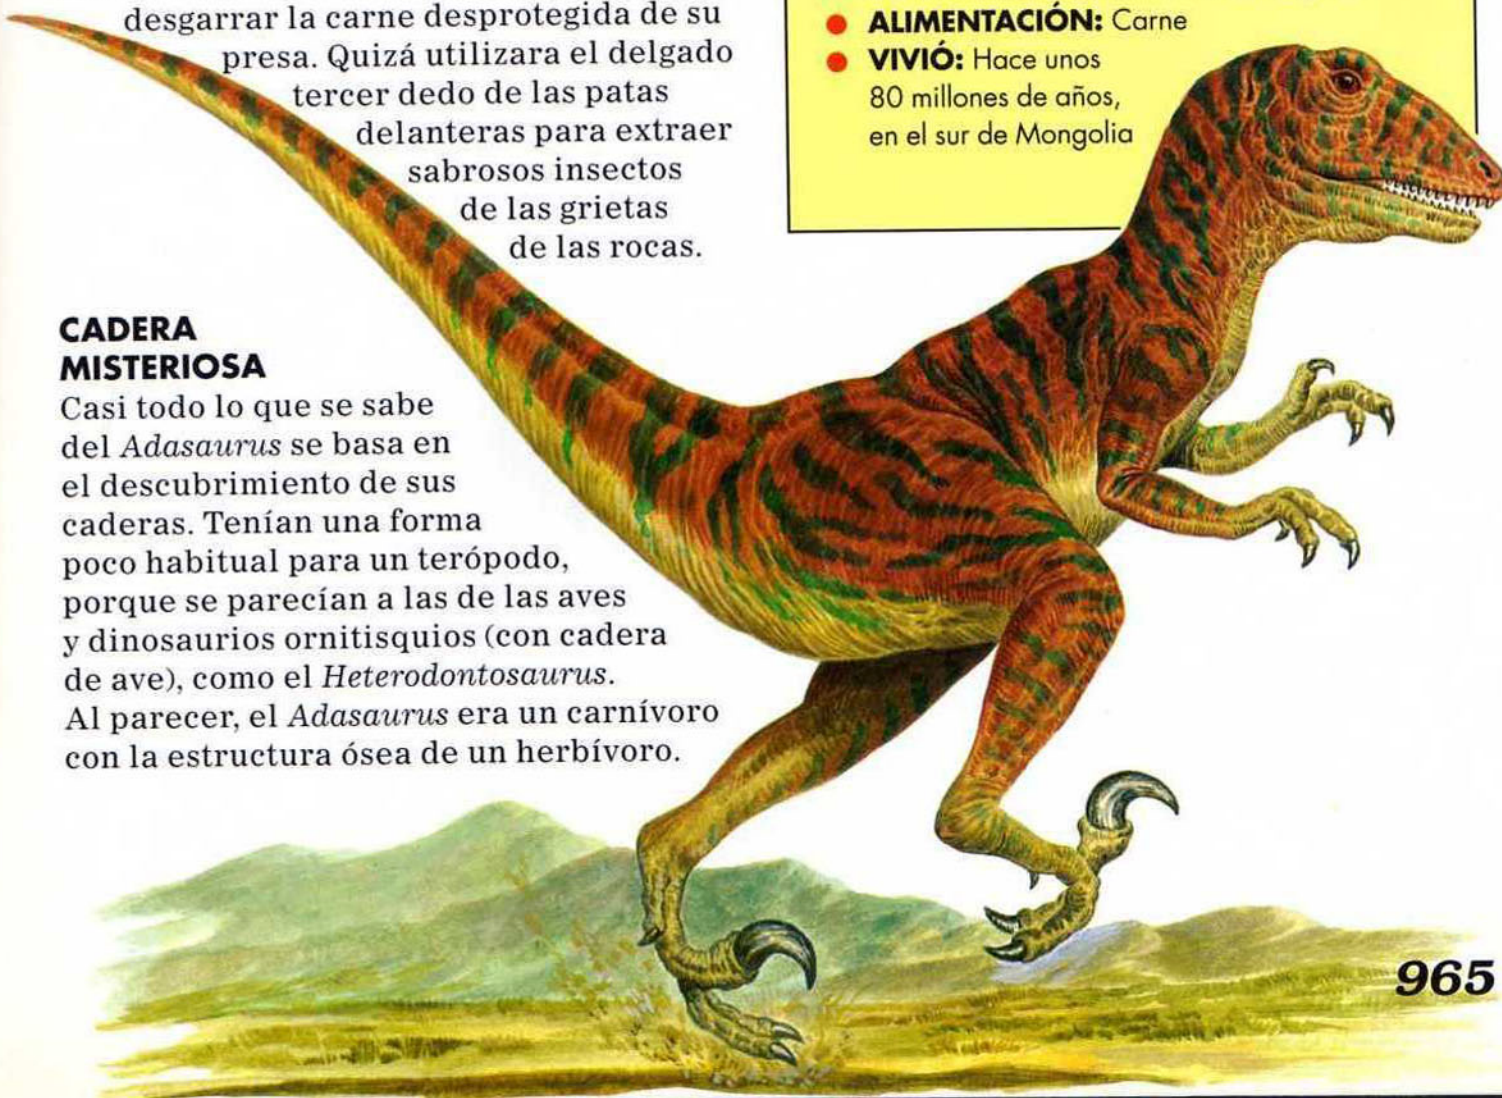 desgarrar la carne desprotegida de su
presa. Quizá utilizara el delgado
tercer dedo de las patas
delanteras para extraer
sabrosos insectos
de las grietas
de las rocas.
CADERA
MISTERIOSA
Casi todo lo que se sabe
del Adasaurus se basa en
el descubrimiento de sus
caderas. Tenían una forma
poco habitual para un terópodo,
porque se parecían a las de las aves
y dinosaurios ornitisquios (con cadera
de ave), como el Heterodontosaurus.
Al parecer, el Adasaurus era un carnívoro
con la estructura ósea de un herbívoro.
● ALIMENTACIÓN: Carne
● VIVIÓ: Hace unos
80 millones de años,
en el sur de Mongolia
965